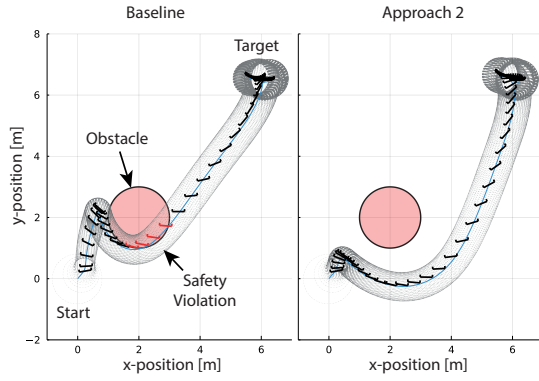 Baseline
Approach 2
8
6
4
2
0
−2
y-position [m]
Target
Obstacle
Safety
Violation
Start
0
2
4
6
0
2
4
6
x-position [m]
x-position [m]